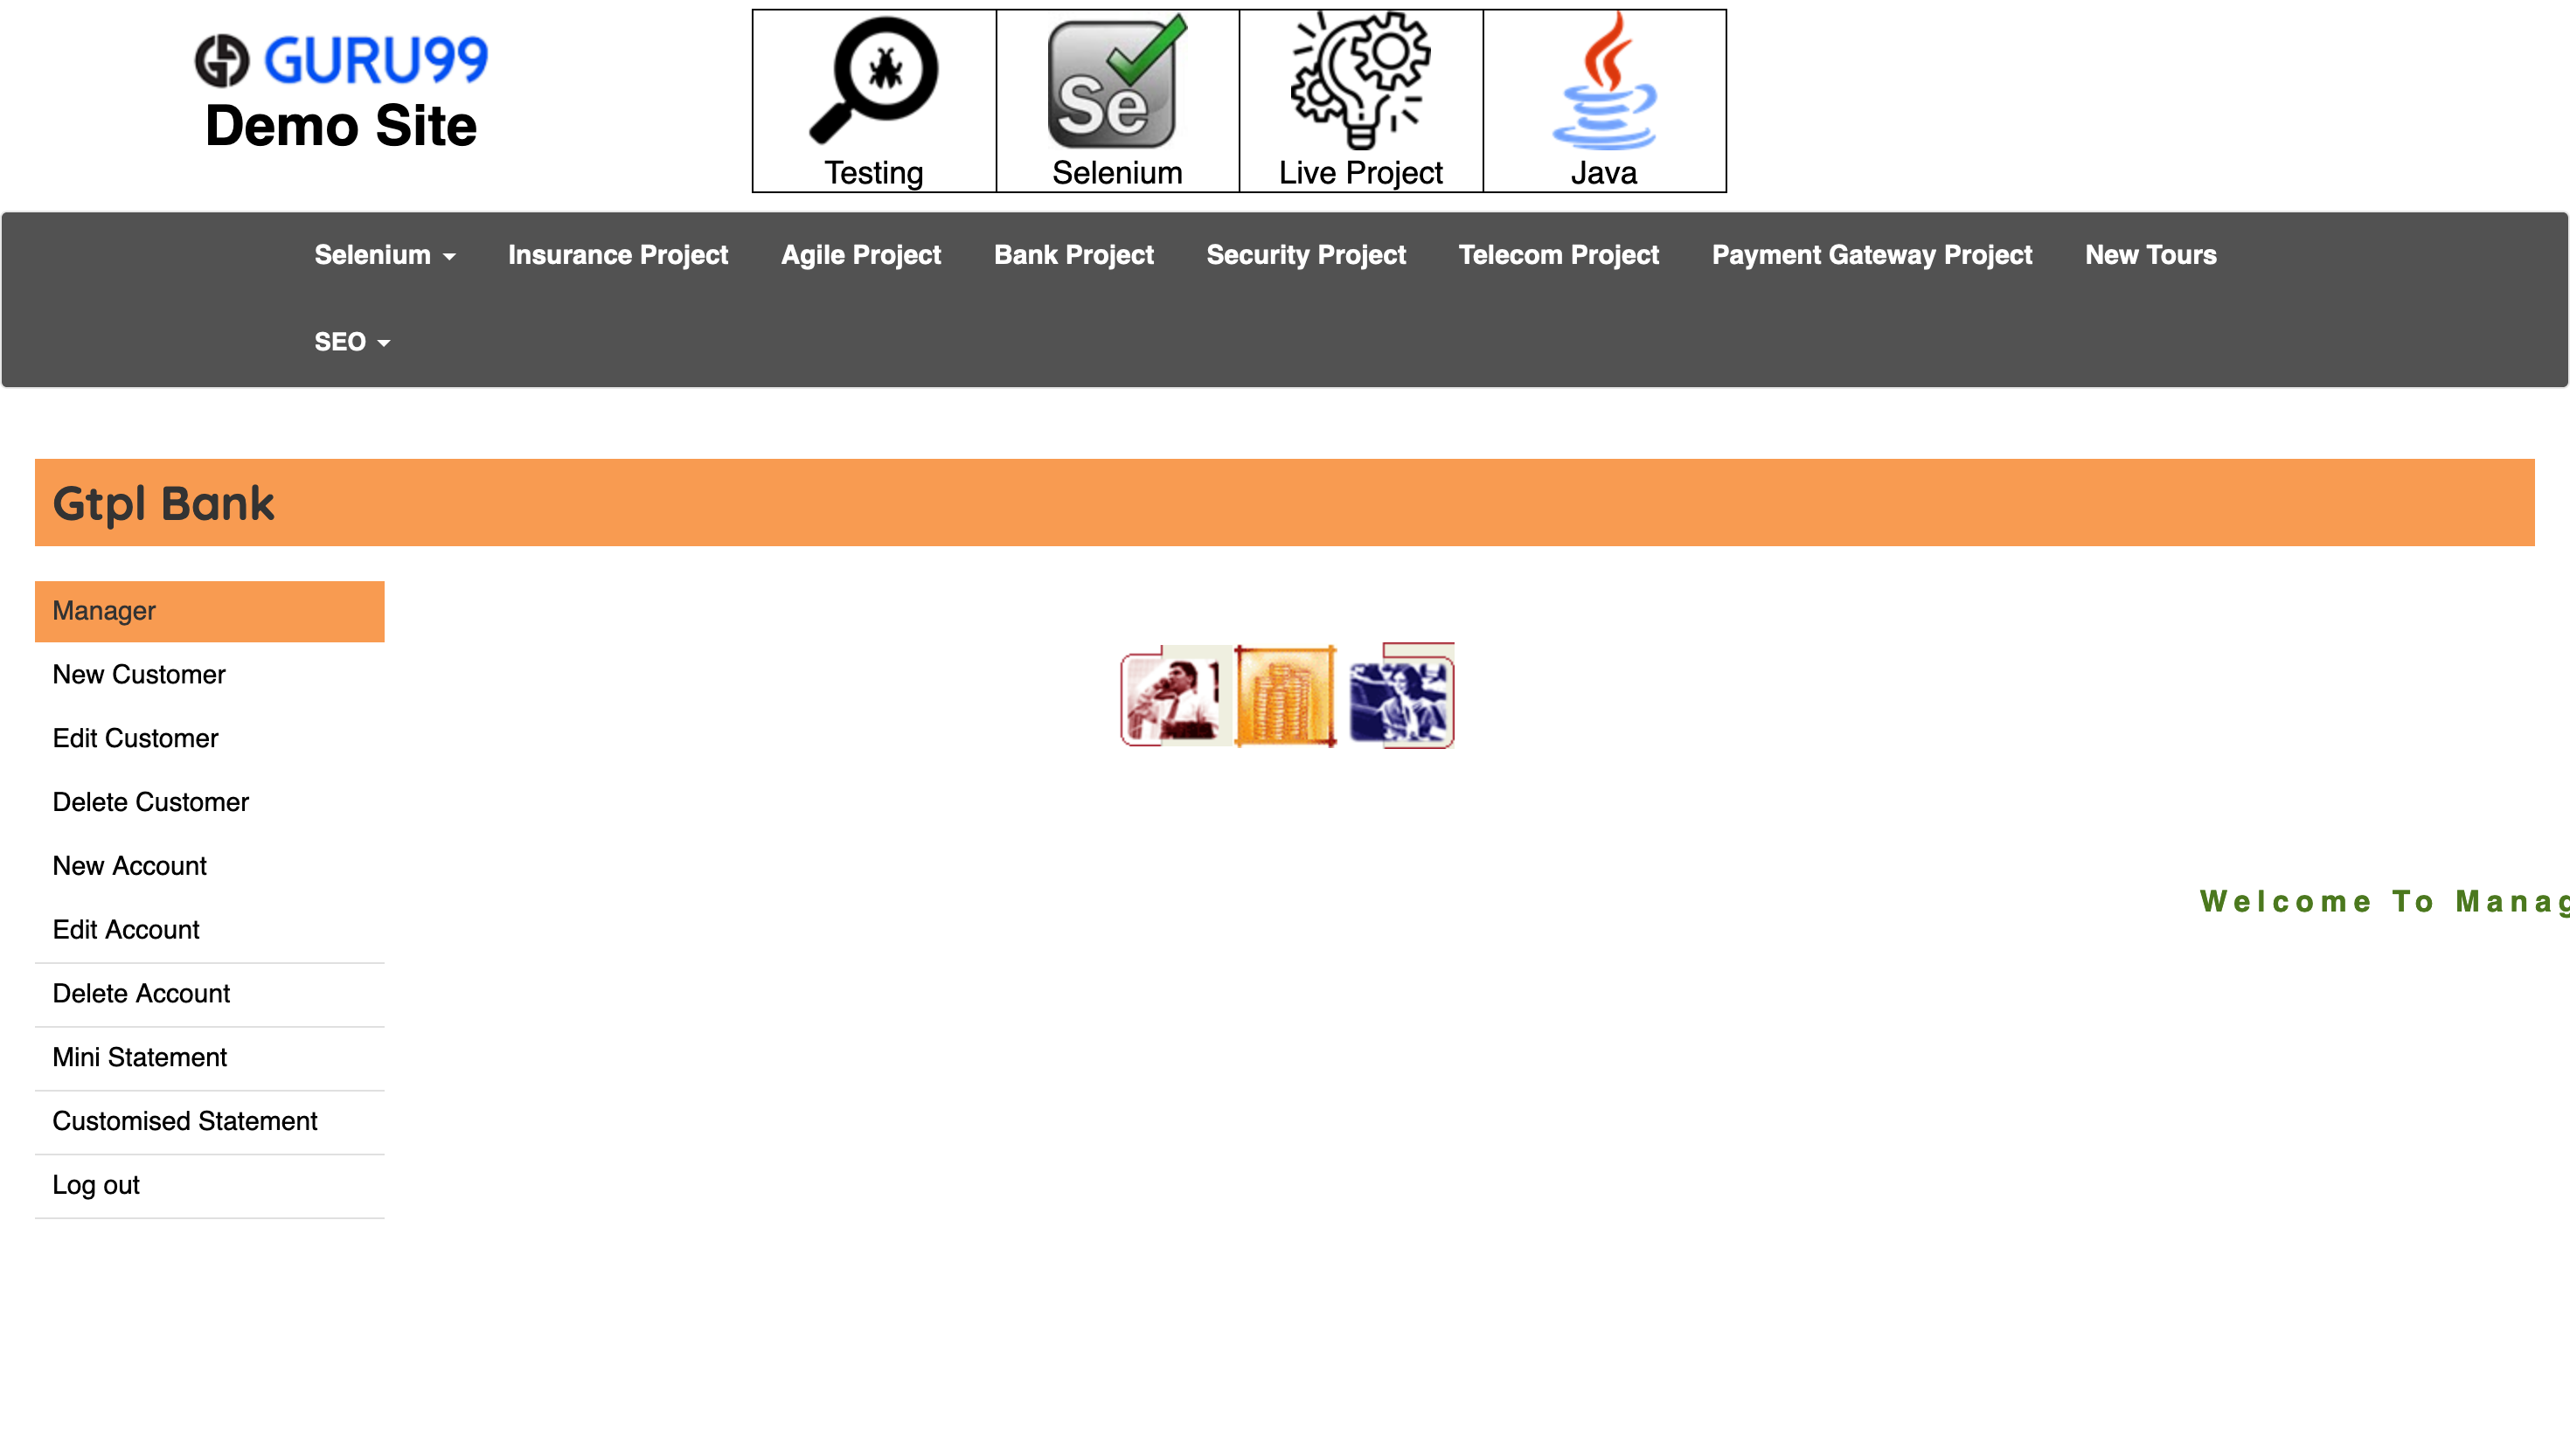 GURU99
Demo Site
Testing Selenium Live Project Java
Se
Selenium Insurance Project Agile Project Bank Project Security Project Telecom Project Payment Gateway Project New Tours
SEO
Gtpl Bank
Manager
New Customer
Edit Customer
Delete Customer
New Account
Welcome To Manag
Edit Account
Delete Account
Mini Statement
Customised Statement
Log out